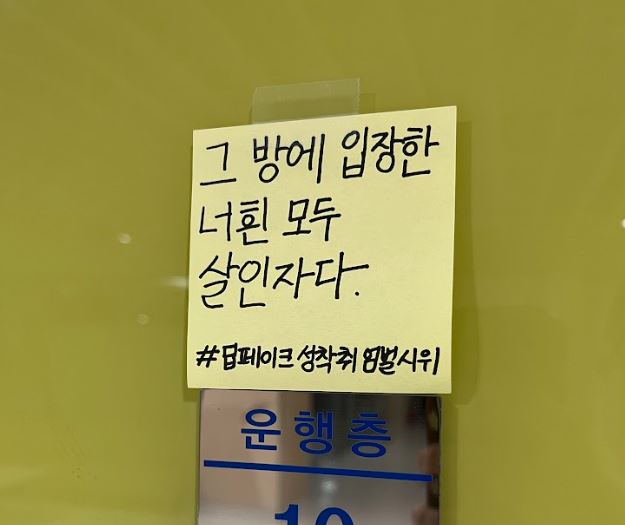 그 방에 입장한
너흰 모두
살인자다.
#딥페이크 성착취 엄벌시위
운행층
10